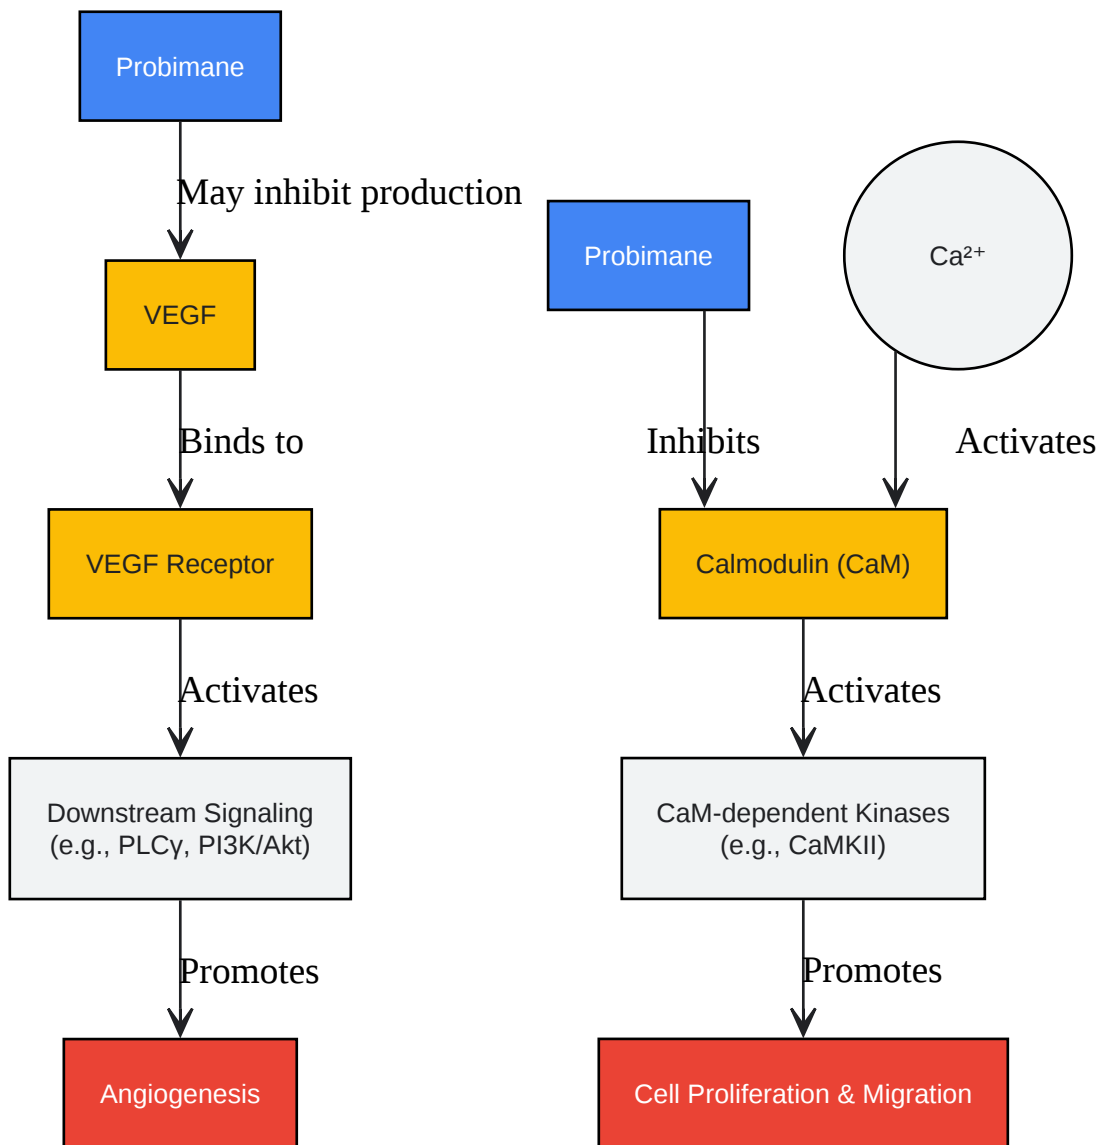 Probimane
May inhibit production
VEGF
Binds to
VEGF Receptor
Activates
Downstream Signaling
(e.g., PLCγ, PI3K/Akt)
Promotes
Angiogenesis
Probimane
Ca²⁺
Inhibits
Activates
Calmodulin (CaM)
Activates
CaM-dependent Kinases
(e.g., CaMKII)
Promotes
Cell Proliferation & Migration